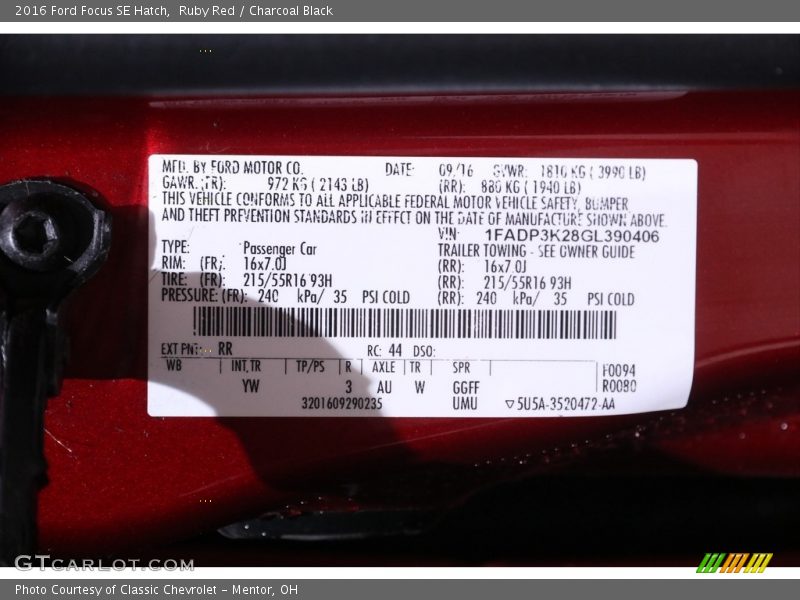 2016 Ford Focus SE Hatch,  Ruby Red / Charcoal Black
MFD. BY FORD MOTOR CO. DATE: 09/16 GVWR: 1810 KG ( 3990 LB)
GAWR: (FR): 972 KG ( 2143 LB) (RR): 880 KG ( 1940 LB)
THIS VEHICLE CONFORMS TO ALL APPLICABLE FEDERAL MOTOR VEHICLE SAFETY, BUMPER
AND THEFT PREVENTION STANDARDS IN EFFECT ON THE DATE OF MANUFACTURE SHOWN ABOVE.
VIN: 1FADP3K28GL390406
TYPE: Passenger Car TRAILER TOWING - SEE OWNER GUIDE
RIM: (FR): 16x7.0J (RR): 16x7.0J
TIRE: (FR): 215/55R16 93H (RR): 215/55R16 93H
PRESSURE: (FR): 240 kPa/ 35 PSI COLD (RR): 240 kPa/ 35 PSI COLD
EXT PNT: RR RC: 44 DSO:
WB INT TR TP/PS R AXLE TR SPR F0094
YW 3 AU W GGFF R0080
3201609290235 UMU ▽5U5A-3520472-AA
GTCarLot.com
Photo Courtesy of Classic Chevrolet - Mentor, OH